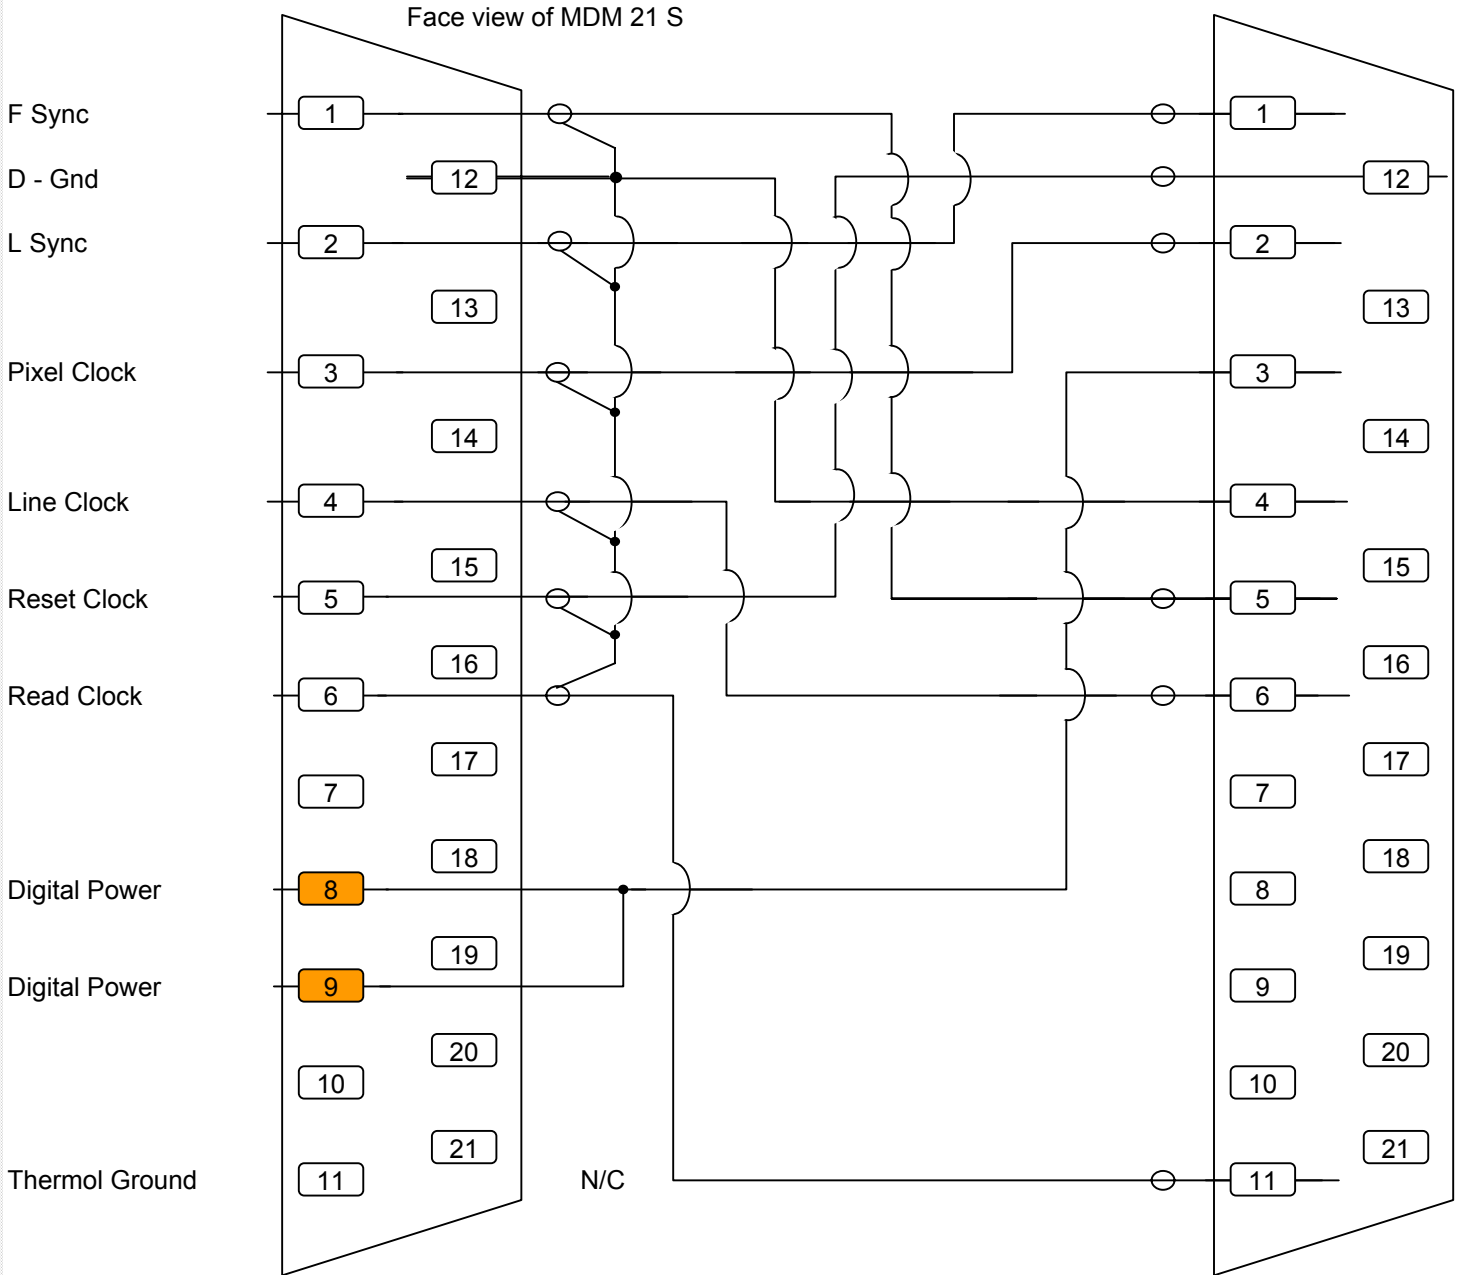 Face view of MDM 21 S
F Sync 1 1
D - Gnd 12 12
L Sync 2 2
13 13
Pixel Clock 3 3
14 14
Line Clock 4 4
15 15
Reset Clock 5 5
16 16
Read Clock 6 6
17 17
7 7
18 18
Digital Power 8 8
19 19
Digital Power 9 9
20 20
10 10
21 21
Thermol Ground 11 N/C 11